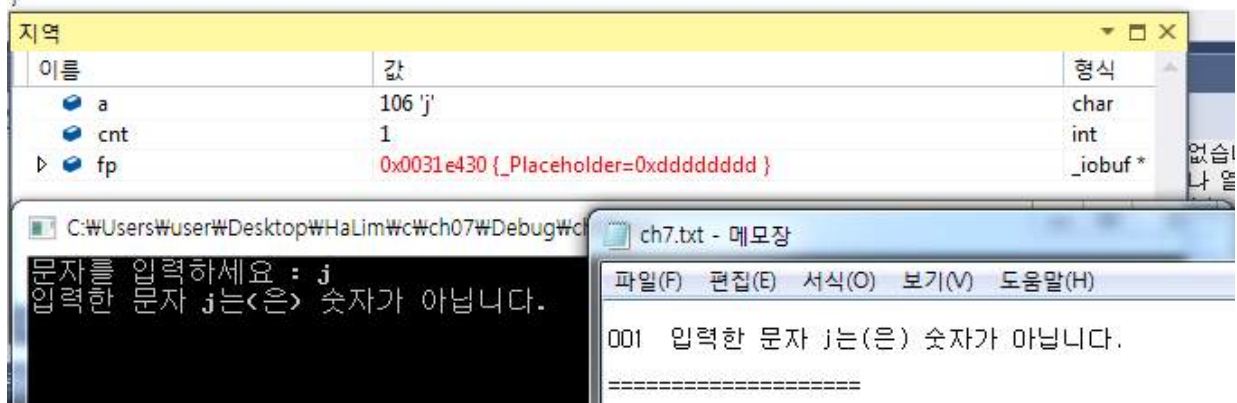 지역
이름 값 형식
a 106 'j' char
cnt 1 int
fp 0x0031e430 {_Placeholder=0xdddddddd } _iobuf *
없습
나 열
C:₩Users₩user₩Desktop₩HaLim₩c₩ch07₩Debug₩c
문자를 입력하세요 : j
입력한 문자 j는(은) 숫자가 아닙니다.
ch7.txt - 메모장
파일(F) 편집(E) 서식(O) 보기(V) 도움말(H)
001 입력한 문자 j는(은) 숫자가 아닙니다.
====================